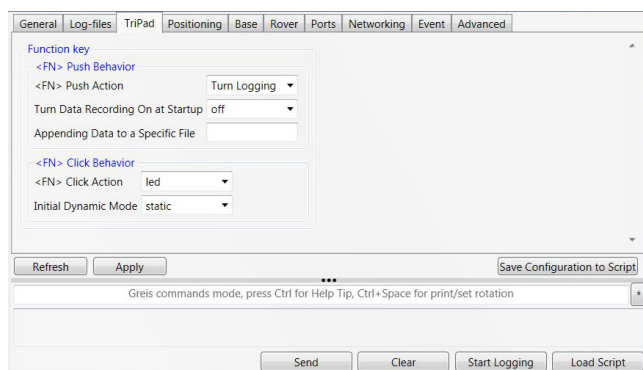 General Log-files TriPad Positioning Base Rover Ports Networking Event Advanced
Function key
<FN> Push Behavior
<FN> Push Action Turn Logging
Turn Data Recording On at Startup off
Appending Data to a Specific File
<FN> Click Behavior
<FN> Click Action led
Initial Dynamic Mode static
Refresh Apply Save Configuration to Script
Greis commands mode, press Ctrl for Help Tip, Ctrl+Space for print/set rotation *
Send Clear Start Logging Load Script